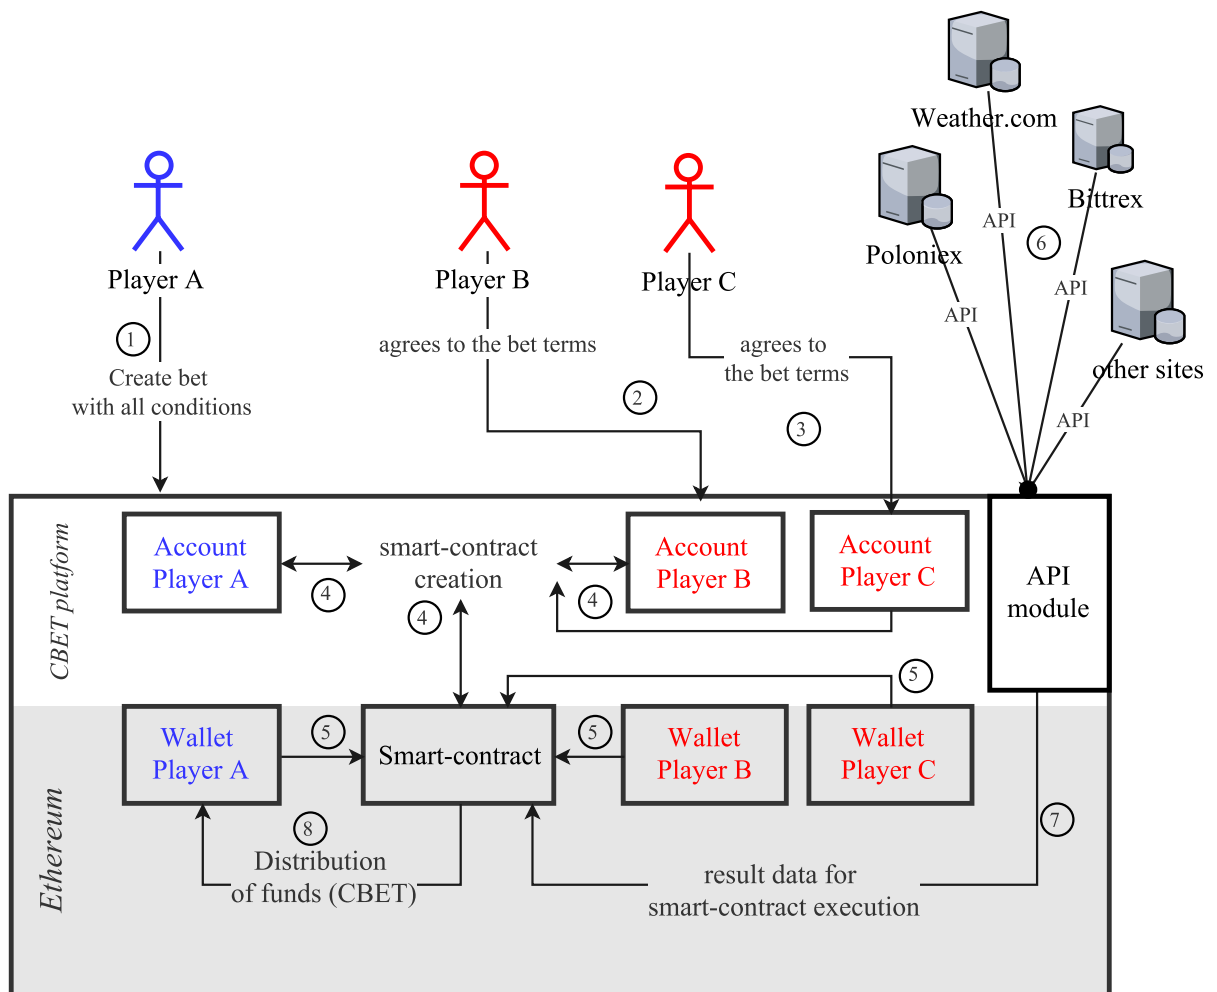 Weather.com
Bittrex
Poloniex
API
6
Player A
Player B
Player C
API
API
1
agrees to the bet terms
agrees to
the bet terms
other sites
Create bet
with all conditions
2
3
API
CBET platform
Account
Player A
smart-contract
creation
Account
Player B
Account
Player C
API
module
4
4
4
5
Wallet
Player A
5
Smart-contract
5
Wallet
Player B
Wallet
Player C
Ethereum
8
7
Distribution
of funds (CBET)
result data for
smart-contract execution